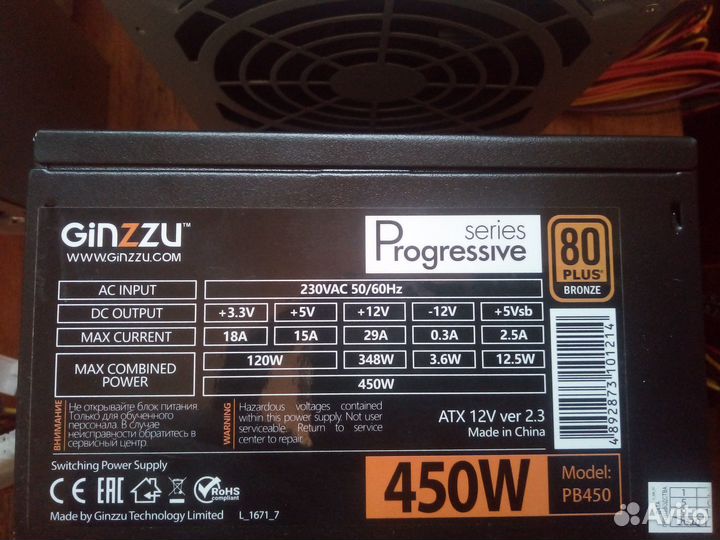 GiNZZU™
WWW.GiNZZU.COM
Progressive series
80 PLUS® BRONZE
AC INPUT 230VAC 50/60Hz
DC OUTPUT +3.3V +5V +12V -12V +5Vsb
MAX CURRENT 18A 15A 29A 0.3A 2.5A
MAX COMBINED POWER 120W 348W 3.6W 12.5W
450W
ВНИМАНИЕ
Не открывайте блок питания.
Только для обученного
персонала. В случае
неисправности обратитесь в
сервисный центр.
WARNING
Hazardous voltages contained
within this power supply. Not user
serviceable. Return to service
center to repair.
ATX 12V ver 2.3
Made in China
4 892873 101214
Switching Power Supply
CE EAC RoHS compliant
Made by Ginzzu Technology Limited L_1671_7
450W
Model:
PB450
Avito